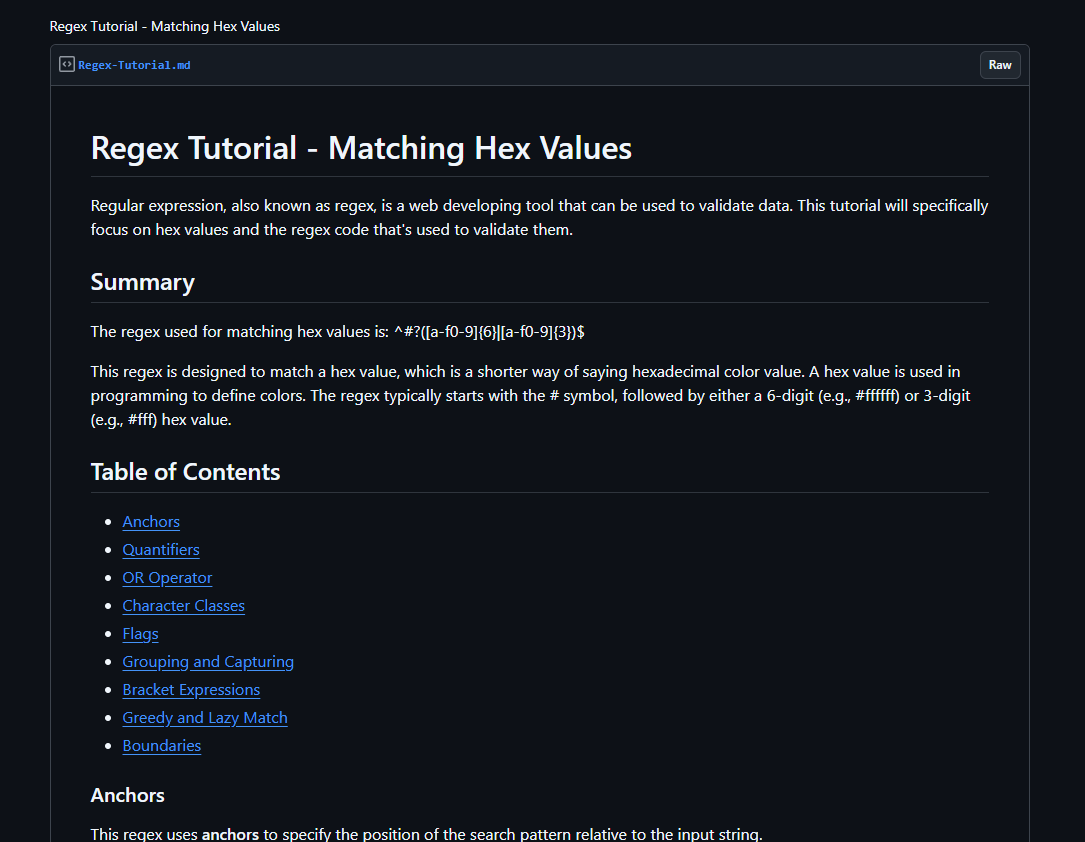 Regex Tutorial - Matching Hex Values
Regex-Tutorial.md
Raw
Regex Tutorial - Matching Hex Values
Regular expression, also known as regex, is a web developing tool that can be used to validate data. This tutorial will specifically
focus on hex values and the regex code that's used to validate them.
Summary
The regex used for matching hex values is: ^#?([a-f0-9]{6}|[a-f0-9]{3})$
This regex is designed to match a hex value, which is a shorter way of saying hexadecimal color value. A hex value is used in
programming to define colors. The regex typically starts with the # symbol, followed by either a 6-digit (e.g., #ffffff) or 3-digit
(e.g., #fff) hex value.
Table of Contents
Anchors
Quantifiers
OR Operator
Character Classes
Flags
Grouping and Capturing
Bracket Expressions
Greedy and Lazy Match
Boundaries
Anchors
This regex uses anchors to specify the position of the search pattern relative to the input string.